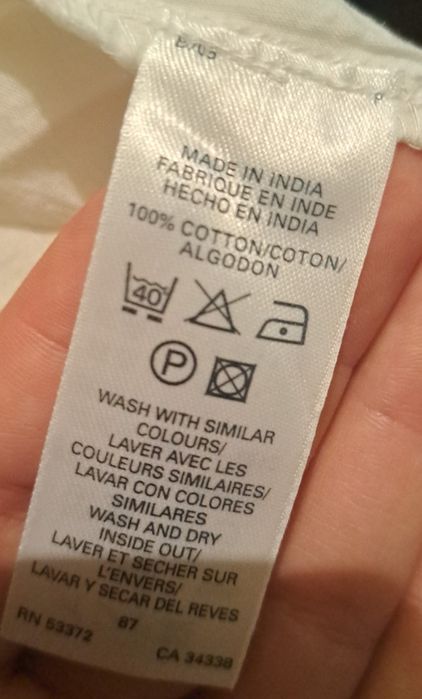 MADE IN INDIA
FABRIQUE EN INDE
HECHO EN INDIA
100% COTTON/COTON/
ALGODON
40
P
WASH WITH SIMILAR
COLOURS/
LAVER AVEC LES
COULEURS SIMILAIRES/
LAVAR CON COLORES
SIMILARES
WASH AND DRY
INSIDE OUT/
LAVER ET SECHER SUR
L'ENVERS/
LAVAR Y SECAR DEL REVES
RN 53372 87 CA 34338